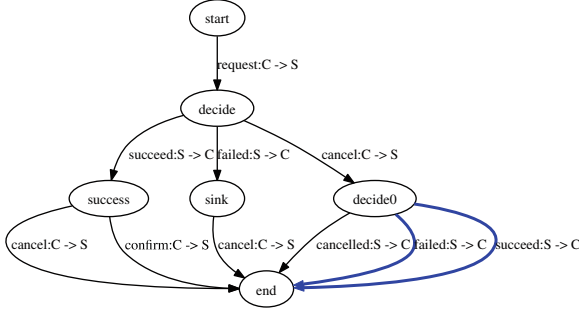 start
request:C -> S
decide
succeed:S -> C
failed:S -> C
cancel:C -> S
success
sink
decide0
cancel:C -> S
confirm:C -> S
cancel:C -> S
cancelled:S -> C
failed:S -> C
succeed:S -> C
end